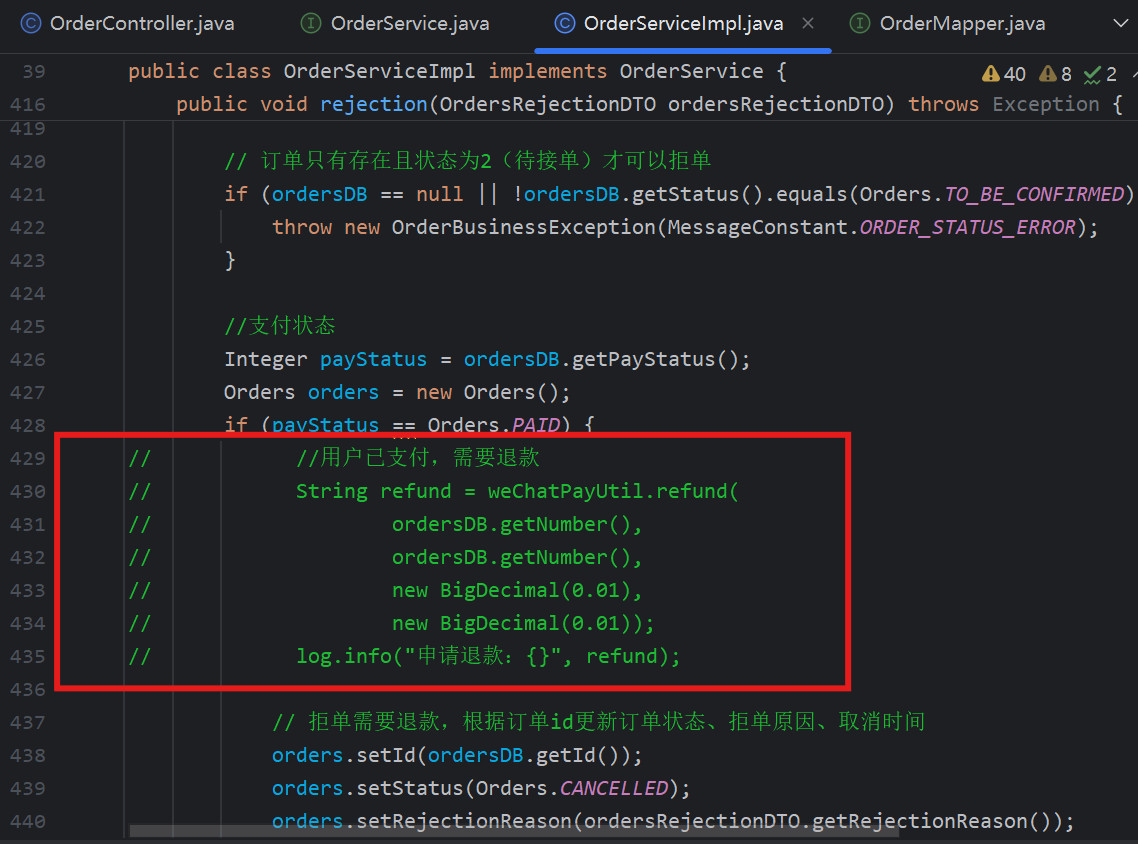 OrderController.java OrderService.java OrderServiceImpl.java OrderMapper.java
39 public class OrderServiceImpl implements OrderService { 40 8 2
416 public void rejection(OrdersRejectionDTO ordersRejectionDTO) throws Exception {
419
420 // 订单只有存在且状态为2（待接单）才可以拒单
421 if (ordersDB == null || !ordersDB.getStatus().equals(Orders.TO_BE_CONFIRMED)
422 throw new OrderBusinessException(MessageConstant.ORDER_STATUS_ERROR);
423 }
424
425 //支付状态
426 Integer payStatus = ordersDB.getPayStatus();
427 Orders orders = new Orders();
428 if (payStatus == Orders.PAID) {
429 // //用户已支付，需要退款
430 // String refund = weChatPayUtil.refund(
431 // ordersDB.getNumber(),
432 // ordersDB.getNumber(),
433 // new BigDecimal(0.01),
434 // new BigDecimal(0.01));
435 // log.info("申请退款：{}", refund);
436
437 // 拒单需要退款，根据订单id更新订单状态、拒单原因、取消时间
438 orders.setId(ordersDB.getId());
439 orders.setStatus(Orders.CANCELLED);
440 orders.setRejectionReason(ordersRejectionDTO.getRejectionReason());